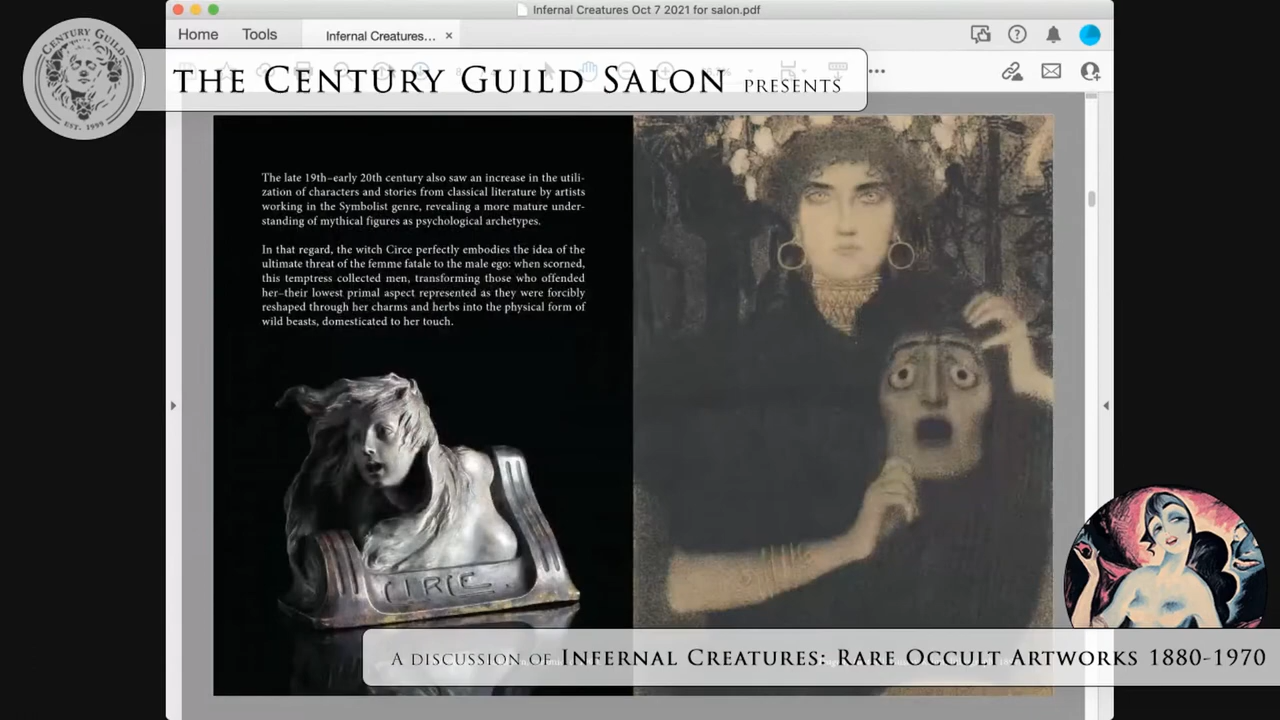 Infernal Creatures Oct 7 2021 for salon.pdf
Home Tools Infernal Creatures... ×
CENTURY GUILD
EST. 1999
THE CENTURY GUILD SALON PRESENTS
The late 19th–early 20th century also saw an increase in the utili-
zation of characters and stories from classical literature by artists
working in the Symbolist genre, revealing a more mature under-
standing of mythical figures as psychological archetypes.
In that regard, the witch Circe perfectly embodies the idea of the
ultimate threat of the femme fatale to the male ego: when scorned,
this temptress collected men, transforming those who offended
her–their lowest primal aspect represented as they were forcibly
reshaped through her charms and herbs into the physical form of
wild beasts, domesticated to her touch.
CIRCE
A DISCUSSION OF INFERNAL CREATURES: RARE OCCULT ARTWORKS 1880-1970